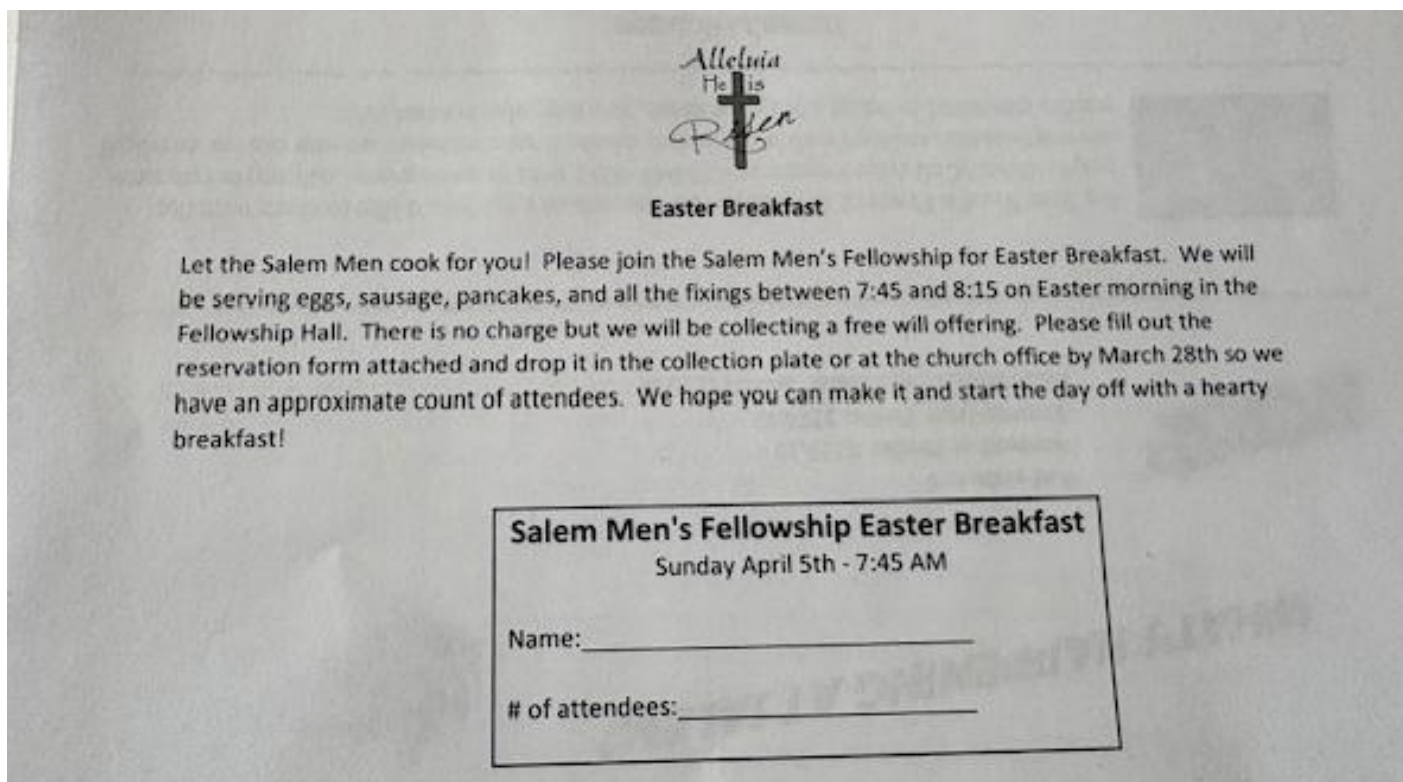 Alleluia
He is
Risen
Easter Breakfast
Let the Salem Men cook for you!  Please join the Salem Men's Fellowship for Easter Breakfast.  We will
be serving eggs, sausage, pancakes, and all the fixings between 7:45 and 8:15 on Easter morning in the
Fellowship Hall.  There is no charge but we will be collecting a free will offering.  Please fill out the
reservation form attached and drop it in the collection plate or at the church office by March 28th so we
have an approximate count of attendees.  We hope you can make it and start the day off with a hearty
breakfast!
Salem Men's Fellowship Easter Breakfast
Sunday April 5th - 7:45 AM
Name:
# of attendees: